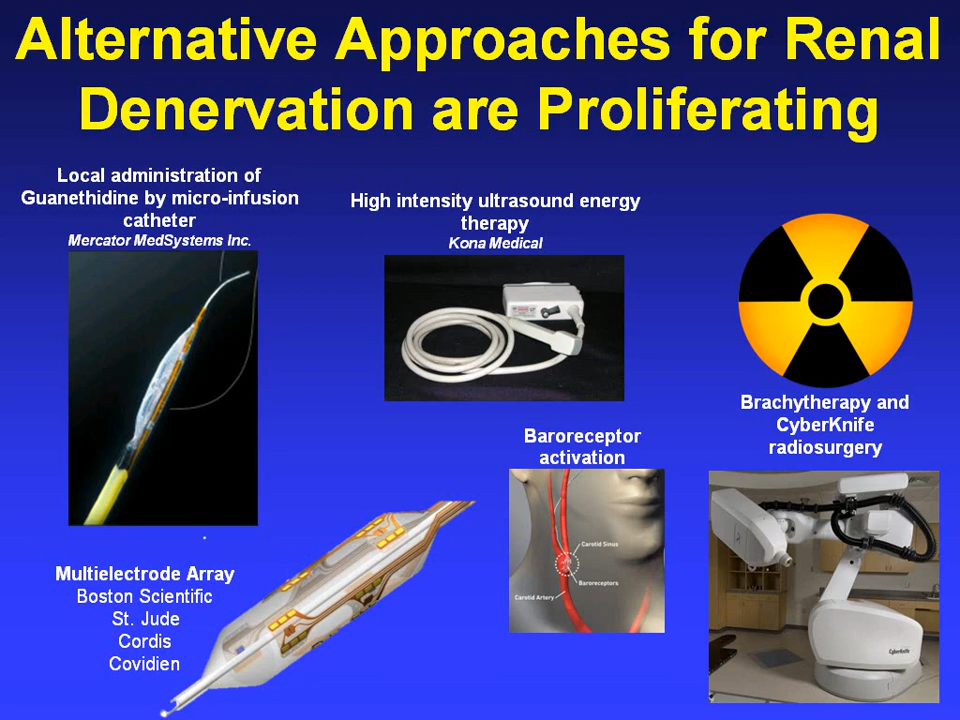 Alternative Approaches for Renal
Denervation are Proliferating
Local administration of
Guanethidine by micro-infusion
catheter
Mercator MedSystems Inc.
High intensity ultrasound energy
therapy
Kona Medical
Brachytherapy and
CyberKnife
radiosurgery
Baroreceptor
activation
Carotid Sinus
Baroreceptors
Carotid Artery
Multielectrode Array
Boston Scientific
St. Jude
Cordis
Covidien
CyberKnife